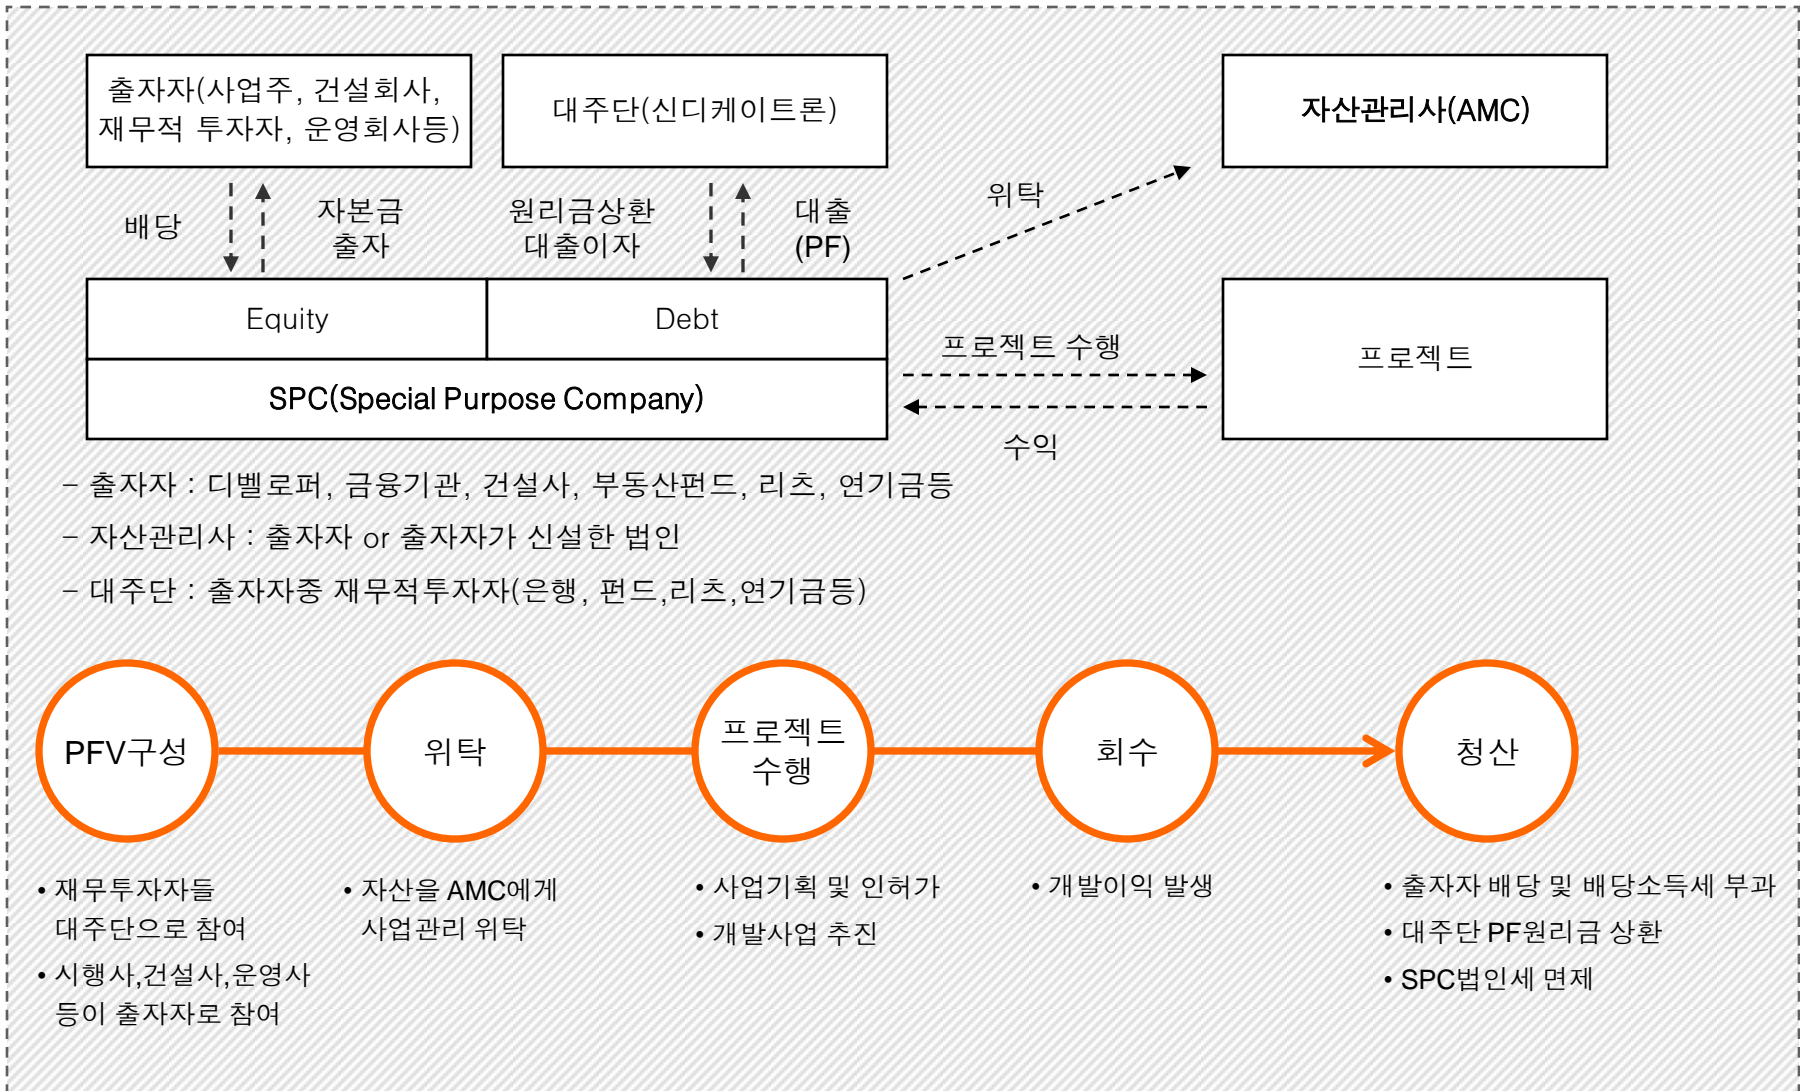 출자자(사업주, 건설회사,
재무적 투자자, 운영회사등)
대주단(신디케이트론)
자산관리사(AMC)
배당
자본금
출자
원리금상환
대출이자
대출
(PF)
위탁
Equity
Debt
SPC(Special Purpose Company)
프로젝트 수행
수익
프로젝트
- 출자자 : 디벨로퍼, 금융기관, 건설사, 부동산펀드, 리츠, 연기금등
- 자산관리사 : 출자자 or 출자자가 신설한 법인
- 대주단 : 출자자중 재무적투자자(은행, 펀드,리츠,연기금등)
PFV구성
위탁
프로젝트
수행
회수
청산
• 재무투자자들
대주단으로 참여
• 시행사,건설사,운영사
등이 출자자로 참여
• 자산을 AMC에게
사업관리 위탁
• 사업기획 및 인허가
• 개발사업 추진
• 개발이익 발생
• 출자자 배당 및 배당소득세 부과
• 대주단 PF원리금 상환
• SPC법인세 면제